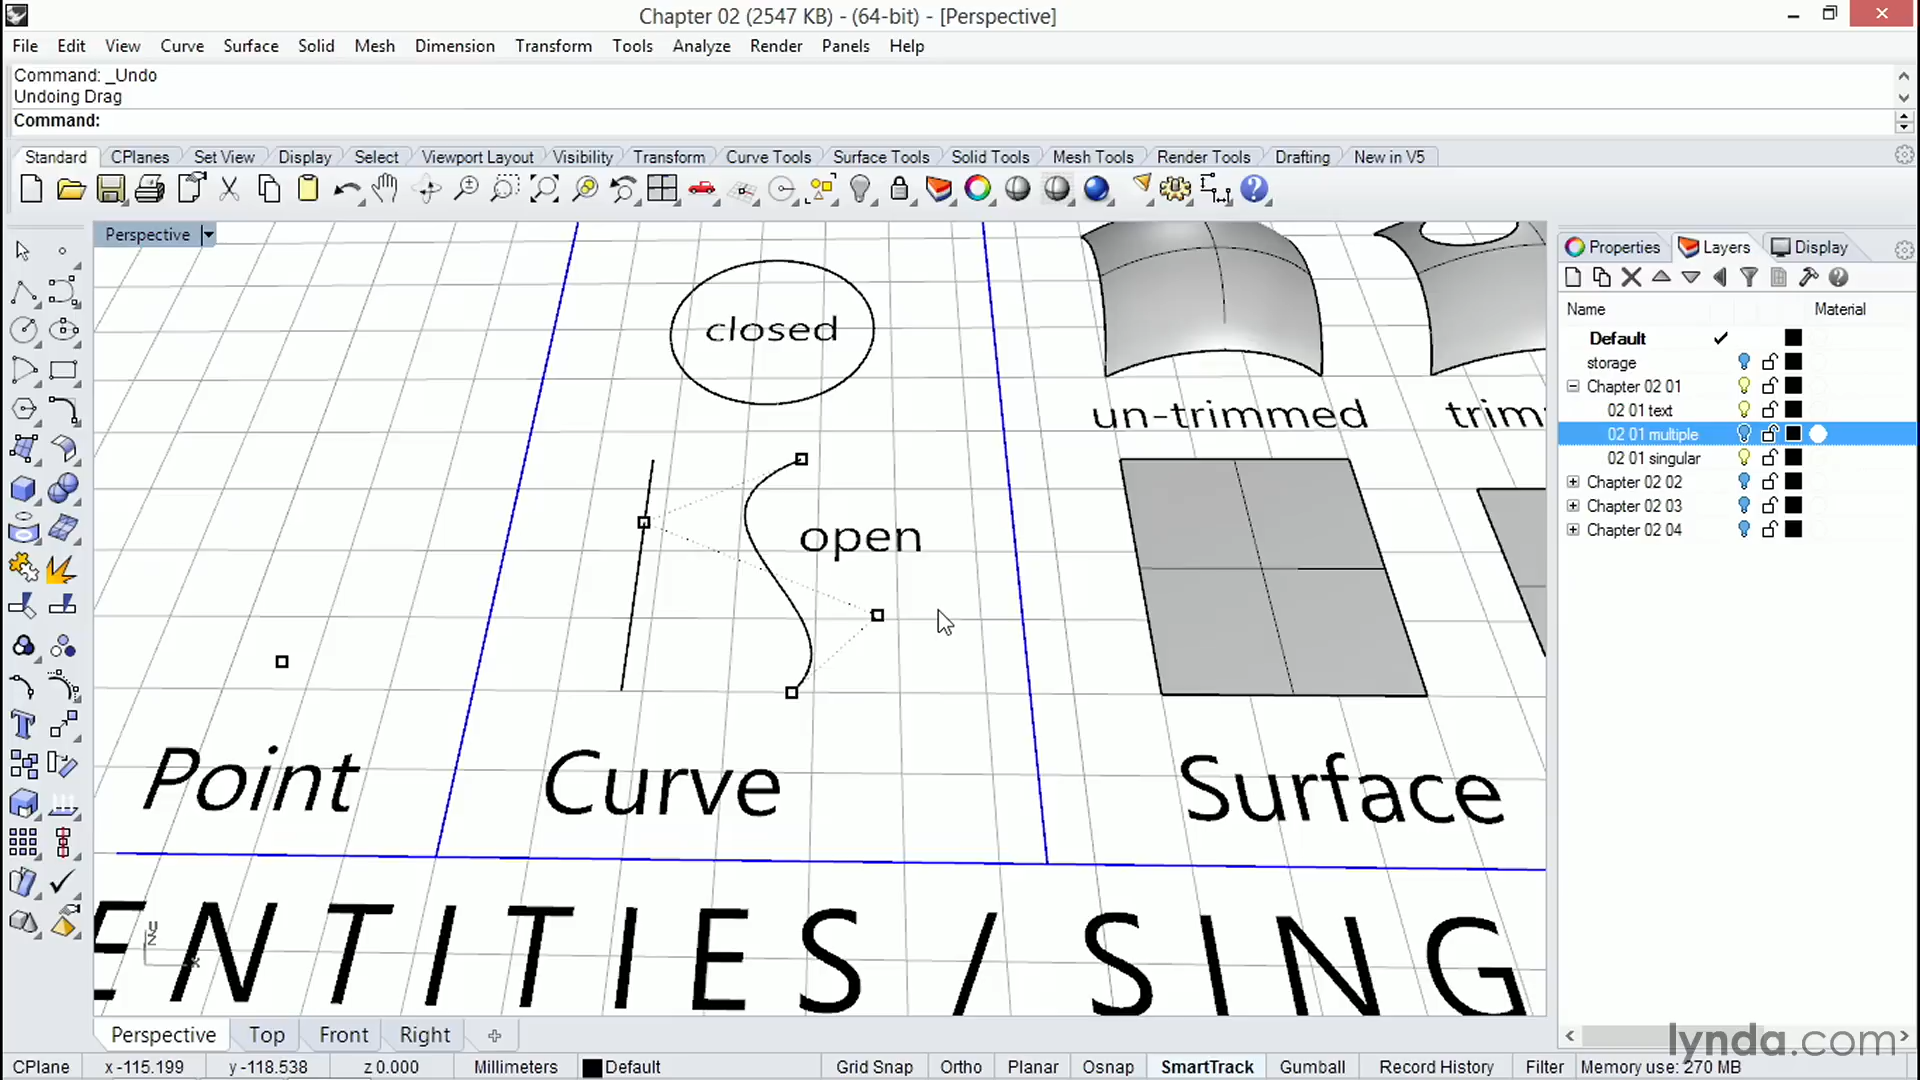 Chapter 02 (2547 KB) - (64-bit) - [Perspective]
File Edit View Curve Surface Solid Mesh Dimension Transform Tools Analyze Render Panels Help
Command: _Undo
Undoing Drag
Command:
Standard CPlanes Set View Display Select Viewport Layout Visibility Transform Curve Tools Surface Tools Solid Tools Mesh Tools Render Tools Drafting New in V5
Perspective
Properties Layers Display
Name Material
Default
storage
Chapter 02 01
02 01 text
02 01 multiple
02 01 singular
Chapter 02 02
Chapter 02 03
Chapter 02 04
closed
un-trimmed trim
open
Point Curve Surface
ENTITIES / SING
Perspective Top Front Right
lynda.com
CPlane x -115.199 y -118.538 z 0.000 Millimeters Default Grid Snap Ortho Planar Osnap SmartTrack Gumball Record History Filter Memory use: 270 MB